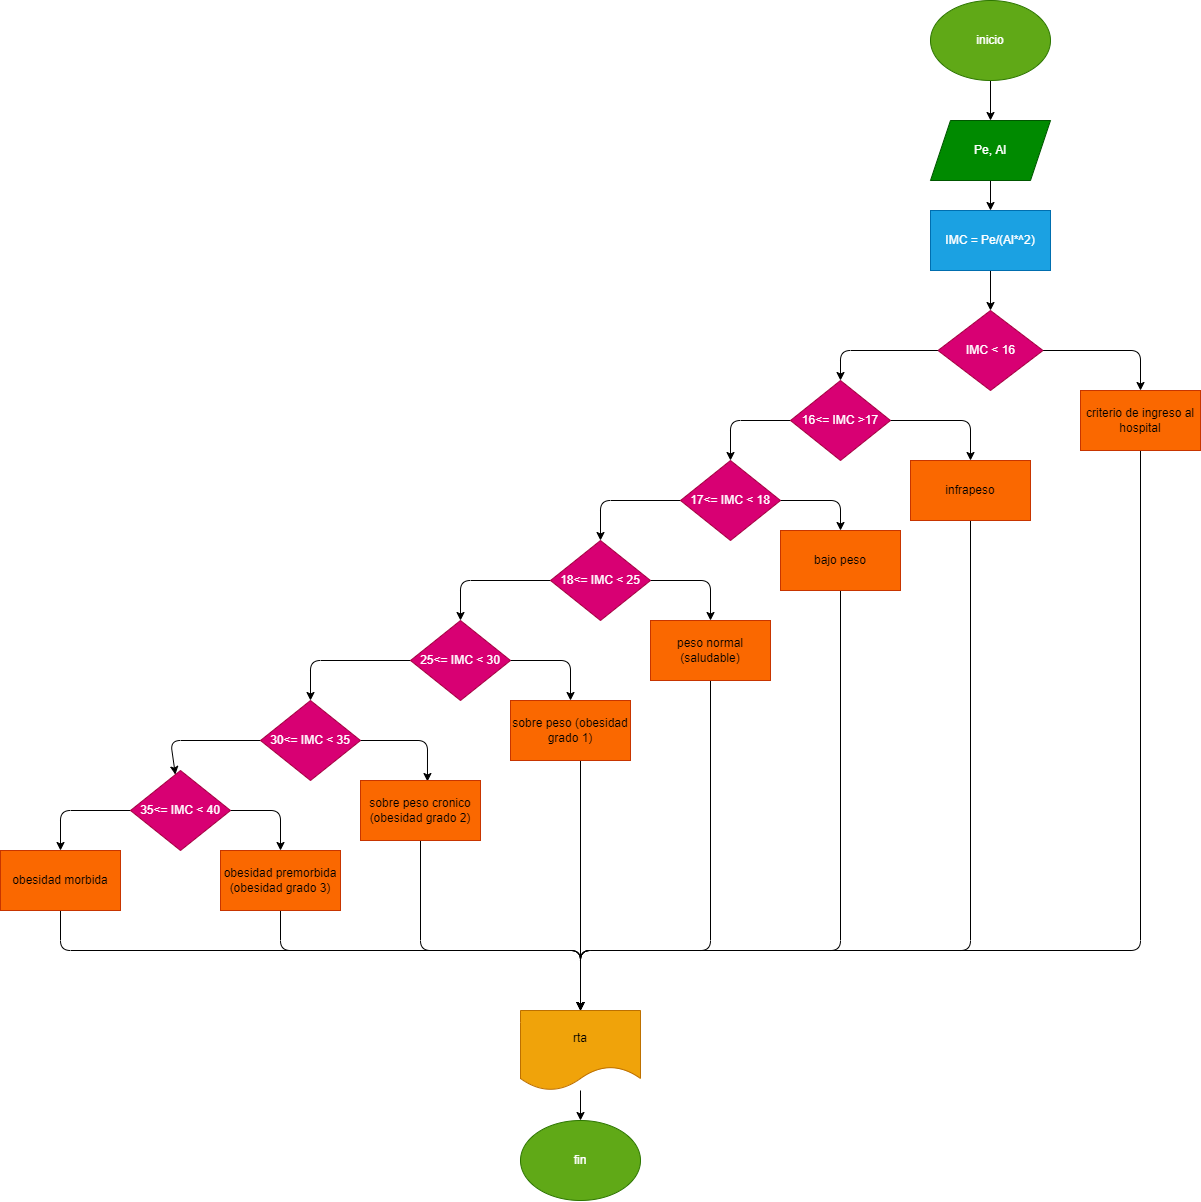 inicio
Pe, Al
IMC = Pe/(Al**2)
IMC < 16
criterio de ingreso al
hospital
16<= IMC >17
infrapeso
17<= IMC < 18
bajo peso
18<= IMC < 25
peso normal
(saludable)
25<= IMC < 30
sobre peso (obesidad
grado 1)
30<= IMC < 35
sobre peso cronico
(obesidad grado 2)
35<= IMC < 40
obesidad morbida
obesidad premorbida
(obesidad grado 3)
rta
fin